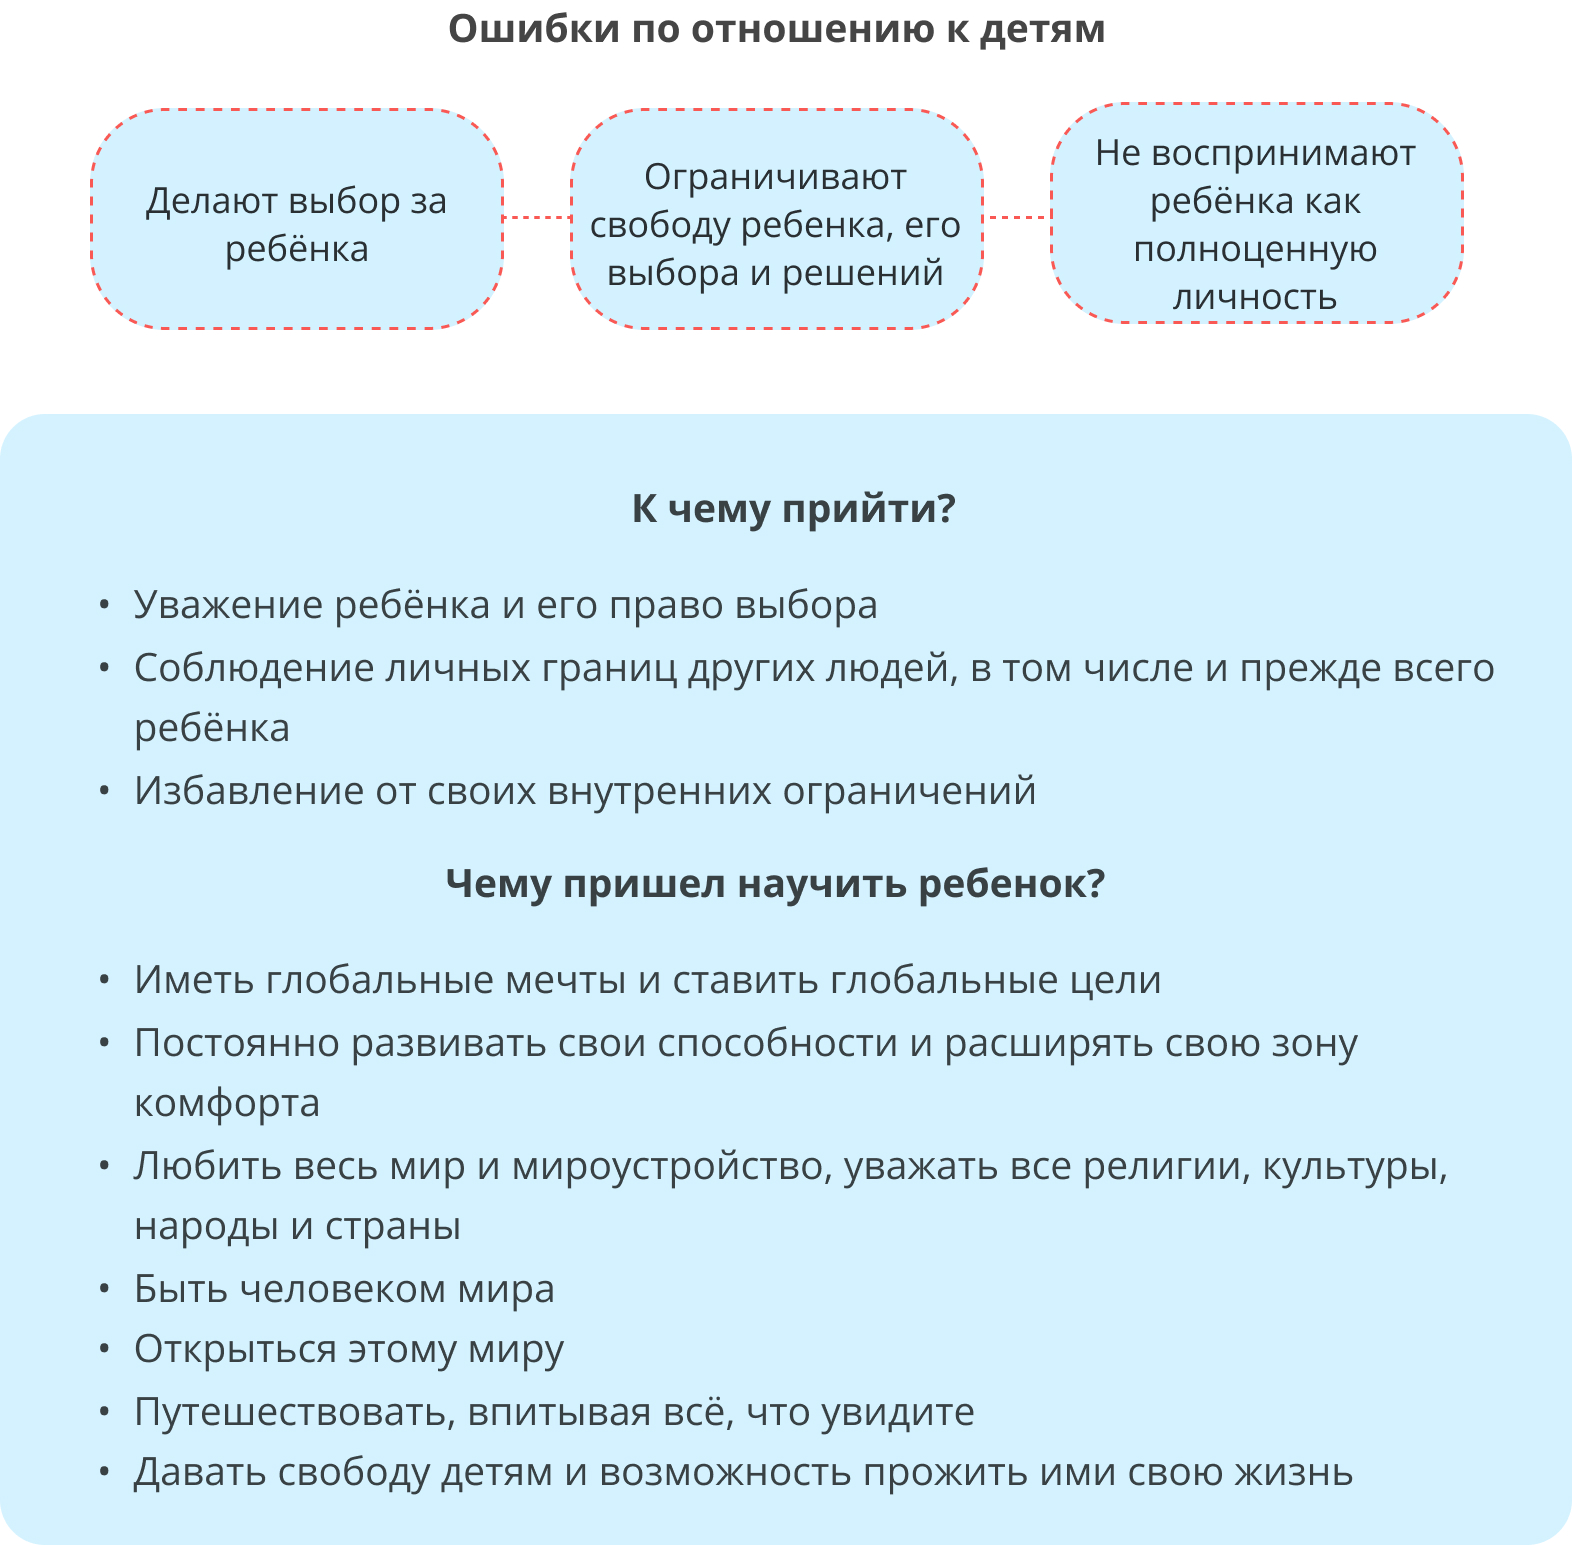 Ошибки по отношению к детям
Делают выбор за
ребёнка
Ограничивают
свободу ребенка, его
выбора и решений
Не воспринимают
ребёнка как
полноценную
личность
К чему прийти?
• Уважение ребёнка и его право выбора
• Соблюдение личных границ других людей, в том числе и прежде всего
ребёнка
• Избавление от своих внутренних ограничений
Чему пришел научить ребенок?
• Иметь глобальные мечты и ставить глобальные цели
• Постоянно развивать свои способности и расширять свою зону
комфорта
• Любить весь мир и мироустройство, уважать все религии, культуры,
народы и страны
• Быть человеком мира
• Открыться этому миру
• Путешествовать, впитывая всё, что увидите
• Давать свободу детям и возможность прожить ими свою жизнь